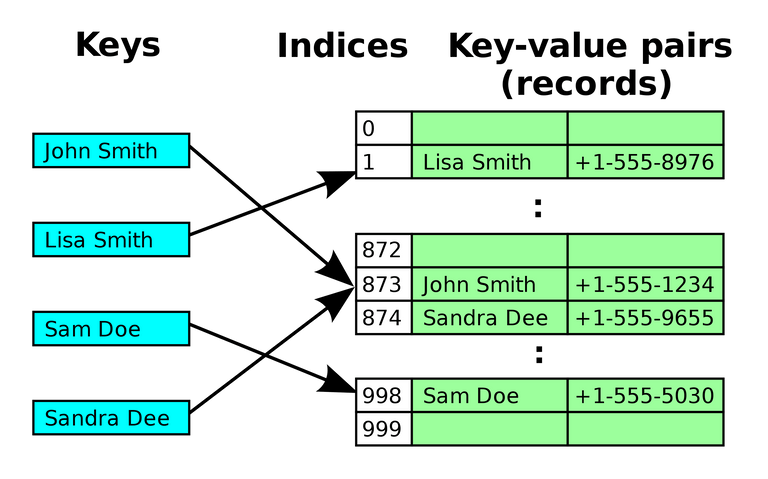 Keys
Indices
Key-value pairs
(records)
John Smith
Lisa Smith
Sam Doe
Sandra Dee
0
1 Lisa Smith +1-555-8976
:
872
873 John Smith +1-555-1234
874 Sandra Dee +1-555-9655
:
998 Sam Doe +1-555-5030
999